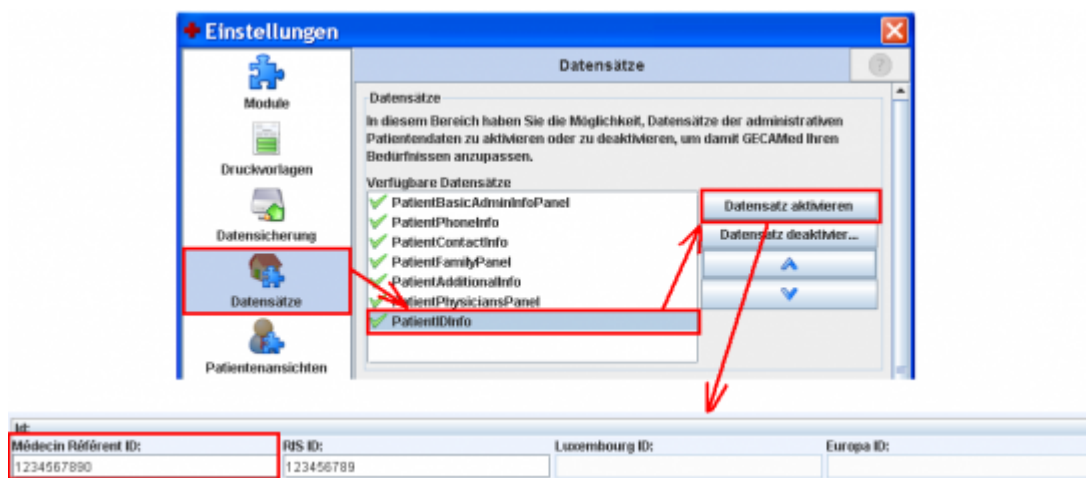 Einstellungen
Datensätze
?
Module
Druckvorlagen
Datensicherung
Datensätze
Patientenansichten
Datensätze
In diesem Bereich haben Sie die Möglichkeit, Datensätze der administrativen
Patientendaten zu aktivieren oder zu deaktivieren, um damit GECAMed Ihren
Bedürfnissen anzupassen.
Verfügbare Datensätze
PatientBasicAdminInfoPanel
PatientPhoneInfo
PatientContactInfo
PatientFamilyPanel
PatientAdditionalInfo
PatientPhysiciansPanel
PatientIDInfo
Datensatz aktivieren
Datensatz deaktivier...
Id:
Médecin Référent ID:
1234567890
RIS ID:
123456789
Luxembourg ID:
Europa ID: